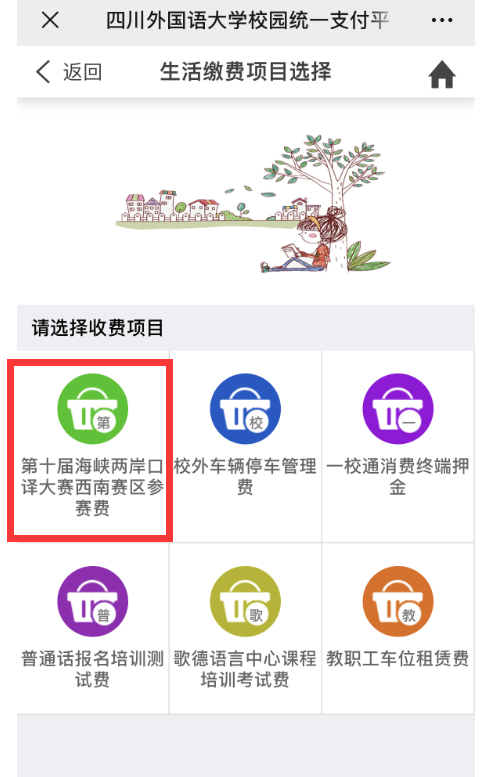 四川外国语大学校园统一支付平
返回
生活缴费项目选择
请选择收费项目
第
校
一
第十届海峡两岸口
译大赛西南赛区参
赛费
校外车辆停车管理
费
一校通消费终端押
金
普
歌
教
普通话报名培训测
试费
歌德语言中心课程
培训考试费
教职工车位租赁费